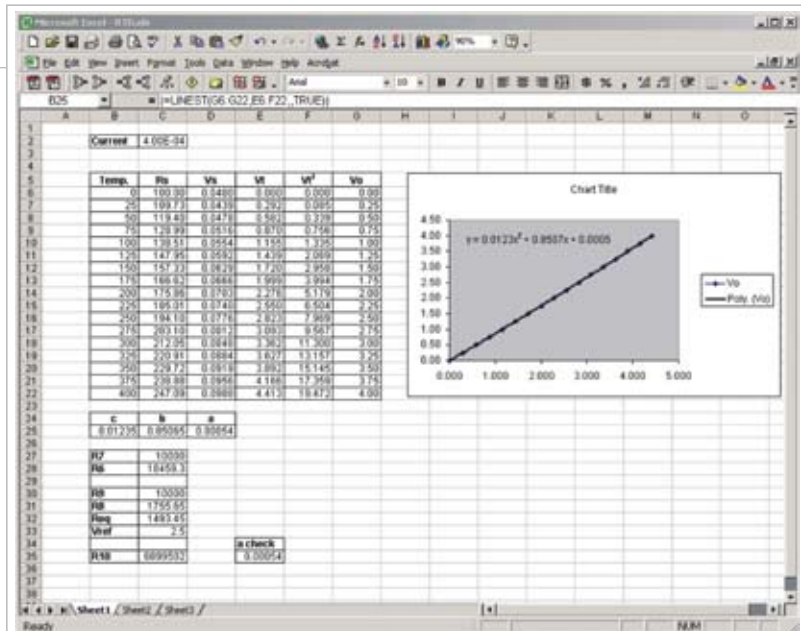 Microsoft Excel - RTD.xls
File Edit View Insert Format Tools Data Window Help Acrobat
Arial 10
B25 = {=LINEST(G6:G22,E6:F22,,TRUE)}
A B C D E F G H I J K L M N O
Current 4.00E-04
Temp. Rs Vs Vt Vt² Vo
0 100.00 0.0400 0.000 0.000 0.00
25 109.73 0.0439 0.292 0.085 0.25
50 119.40 0.0478 0.582 0.339 0.50
75 128.99 0.0516 0.870 0.756 0.75
100 138.51 0.0554 1.155 1.335 1.00
125 147.95 0.0592 1.439 2.069 1.25
150 157.33 0.0629 1.720 2.958 1.50
175 166.62 0.0666 1.999 3.994 1.75
200 175.86 0.0703 2.276 5.179 2.00
225 185.01 0.0740 2.550 6.504 2.25
250 194.10 0.0776 2.823 7.969 2.50
275 203.10 0.0812 3.093 9.567 2.75
300 212.05 0.0848 3.362 11.300 3.00
325 220.91 0.0884 3.627 13.157 3.25
350 229.72 0.0919 3.892 15.145 3.50
375 0.0956 4.166 17.359 3.75
400 247.09 0.0988 4.413 19.472 4.00
Chart Title
y = 0.0123x² + 0.8507x + 0.0005
4.50
4.00
3.50
3.00
2.50
2.00
1.50
1.00
0.50
0.00
0.000 1.000 2.000 3.000 4.000 5.000
Vo
Poly. (Vo)
c b a
0.01235 0.85065 0.00054
R7 10000
R6 10459.3
R9 10000
R8 1755.65
Req 1493.45
Vref 2.5
a check
R10 6899502 0.00054
Sheet1 Sheet2 Sheet3
Ready NUM